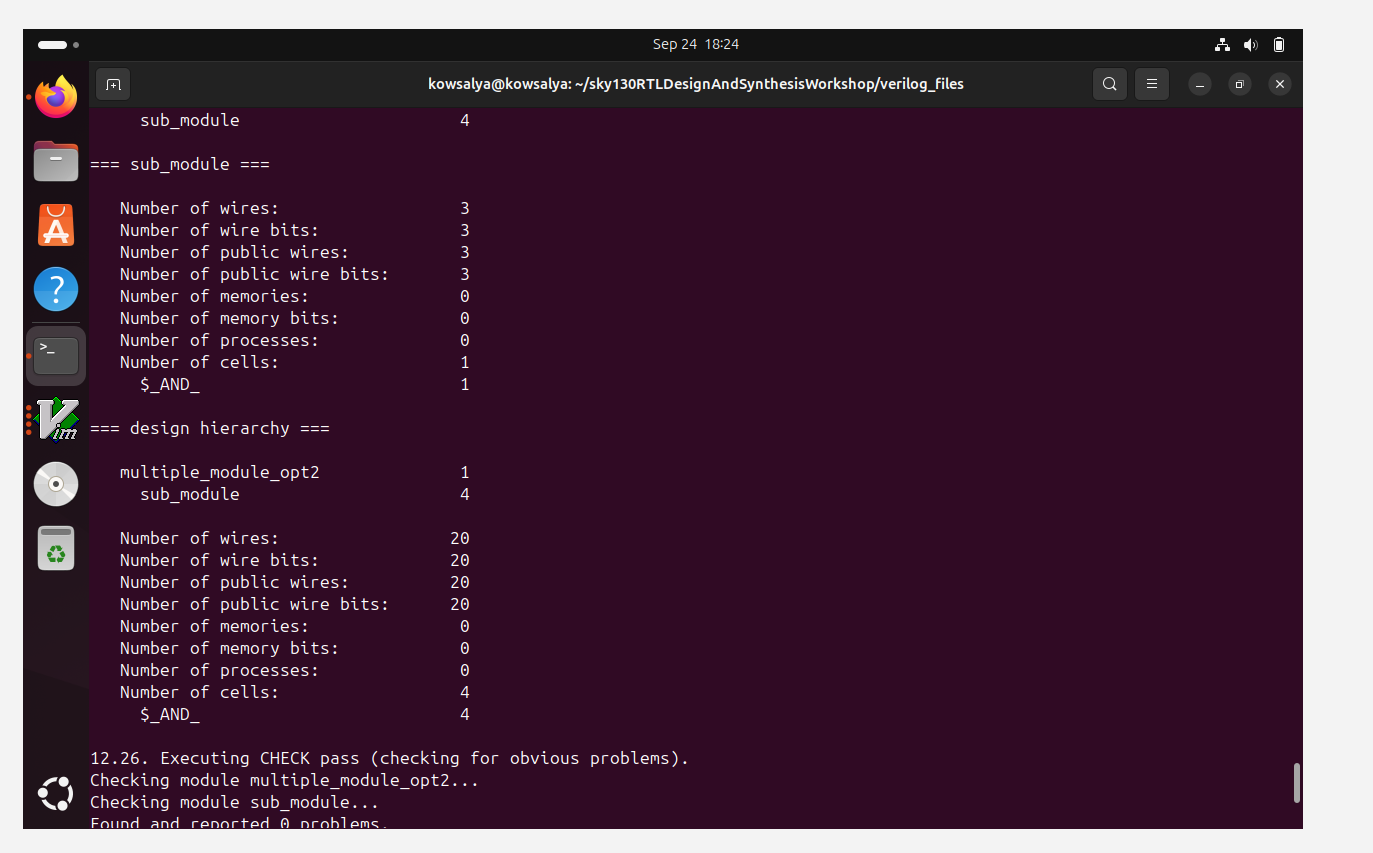 Sep 24 18:24
kowsalya@kowsalya: ~/sky130RTLDesignAndSynthesisWorkshop/verilog_files
sub_module 4
=== sub_module ===
Number of wires: 3
Number of wire bits: 3
Number of public wires: 3
Number of public wire bits: 3
Number of memories: 0
Number of memory bits: 0
Number of processes: 0
Number of cells: 1
$_AND_ 1
=== design hierarchy ===
multiple_module_opt2 1
sub_module 4
Number of wires: 20
Number of wire bits: 20
Number of public wires: 20
Number of public wire bits: 20
Number of memories: 0
Number of memory bits: 0
Number of processes: 0
Number of cells: 4
$_AND_ 4
12.26. Executing CHECK pass (checking for obvious problems).
Checking module multiple_module_opt2...
Checking module sub_module...
Found and reported 0 problems.